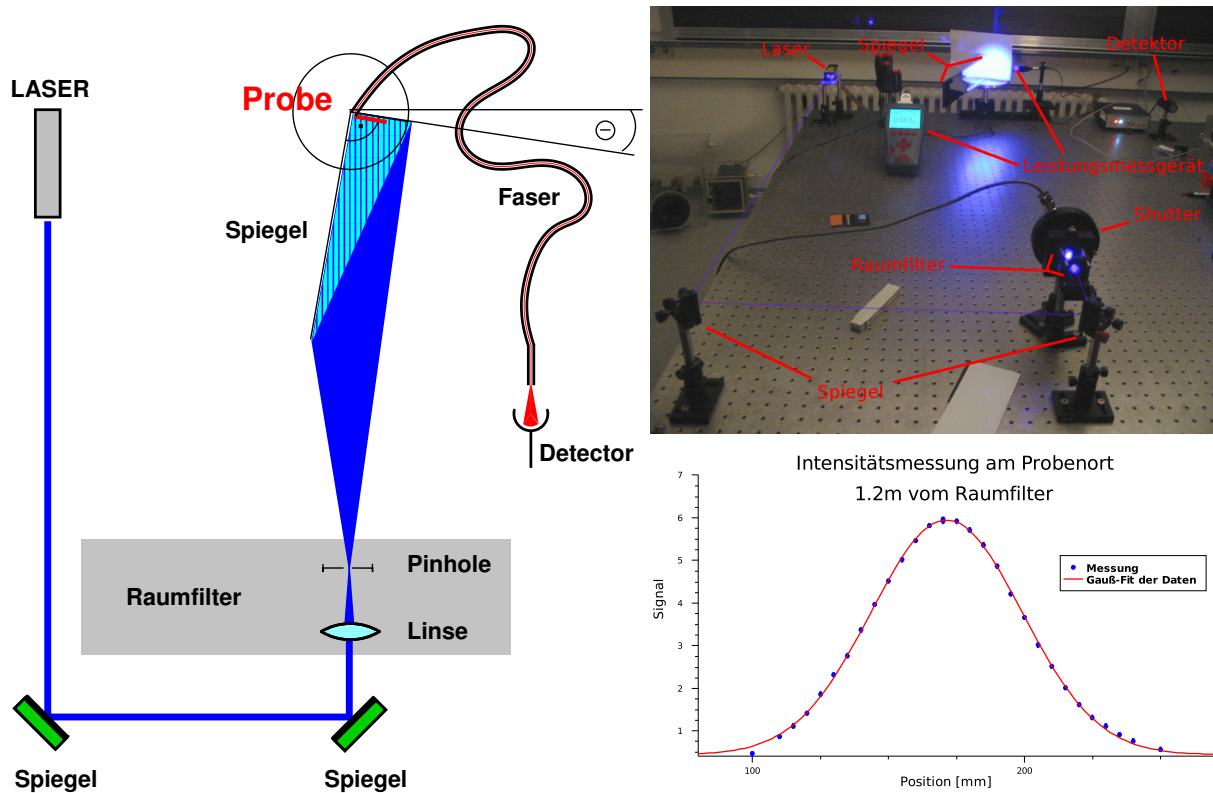 LASER
Probe
Θ
Faser
Spiegel
Detector
Pinhole
Raumfilter
Linse
Spiegel
Spiegel
Laser
Spiegel
Detektor
Leistungsmessgerät
Shutter
Raumfilter
Spiegel
Intensitätsmessung am Probenort
1.2m vom Raumfilter
Signal
7
6
5
4
3
2
1
Messung
Gauß-Fit der Daten
100
200
Position [mm]